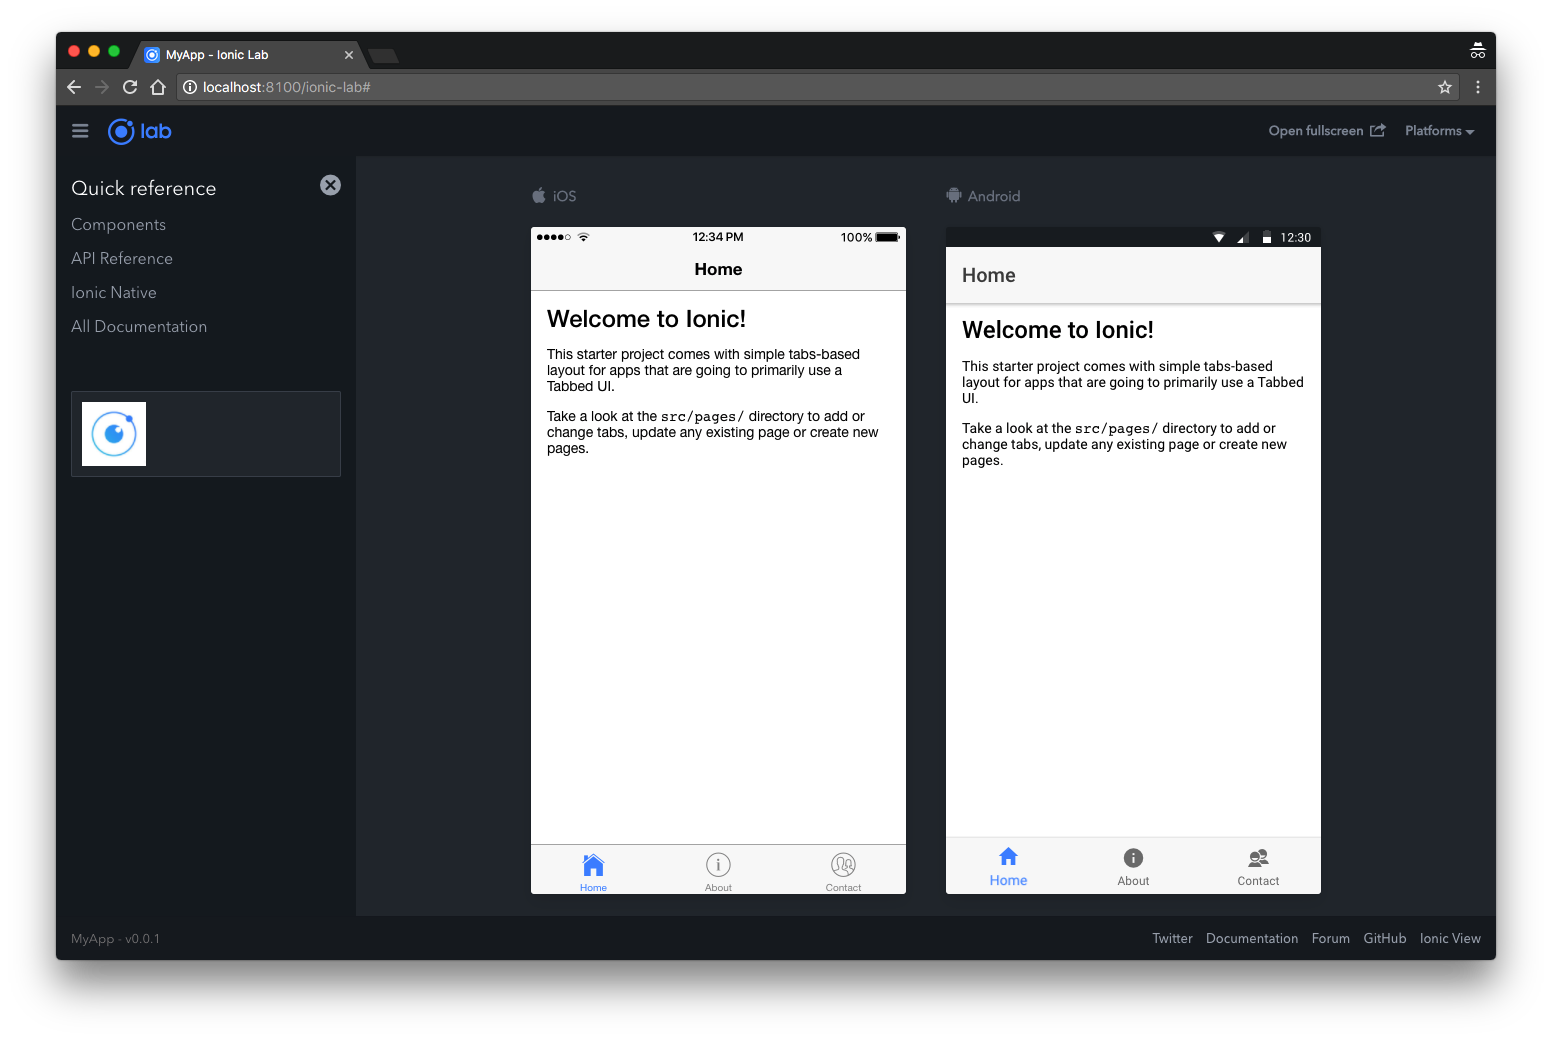 MyApp - Ionic Lab
localhost:8100/ionic-lab#
lab
Open fullscreen
Platforms
Quick reference
Components
API Reference
Ionic Native
All Documentation
iOS
12:34 PM
100%
Home
Welcome to Ionic!
This starter project comes with simple tabs-based
layout for apps that are going to primarily use a
Tabbed UI.
Take a look at the src/pages/ directory to add or
change tabs, update any existing page or create new
pages.
Home
About
Contact
Android
12:30
Home
Welcome to Ionic!
This starter project comes with simple tabs-based
layout for apps that are going to primarily use a Tabbed
UI.
Take a look at the src/pages/ directory to add or
change tabs, update any existing page or create new
pages.
Home
About
Contact
MyApp - v0.0.1
Twitter
Documentation
Forum
GitHub
Ionic View